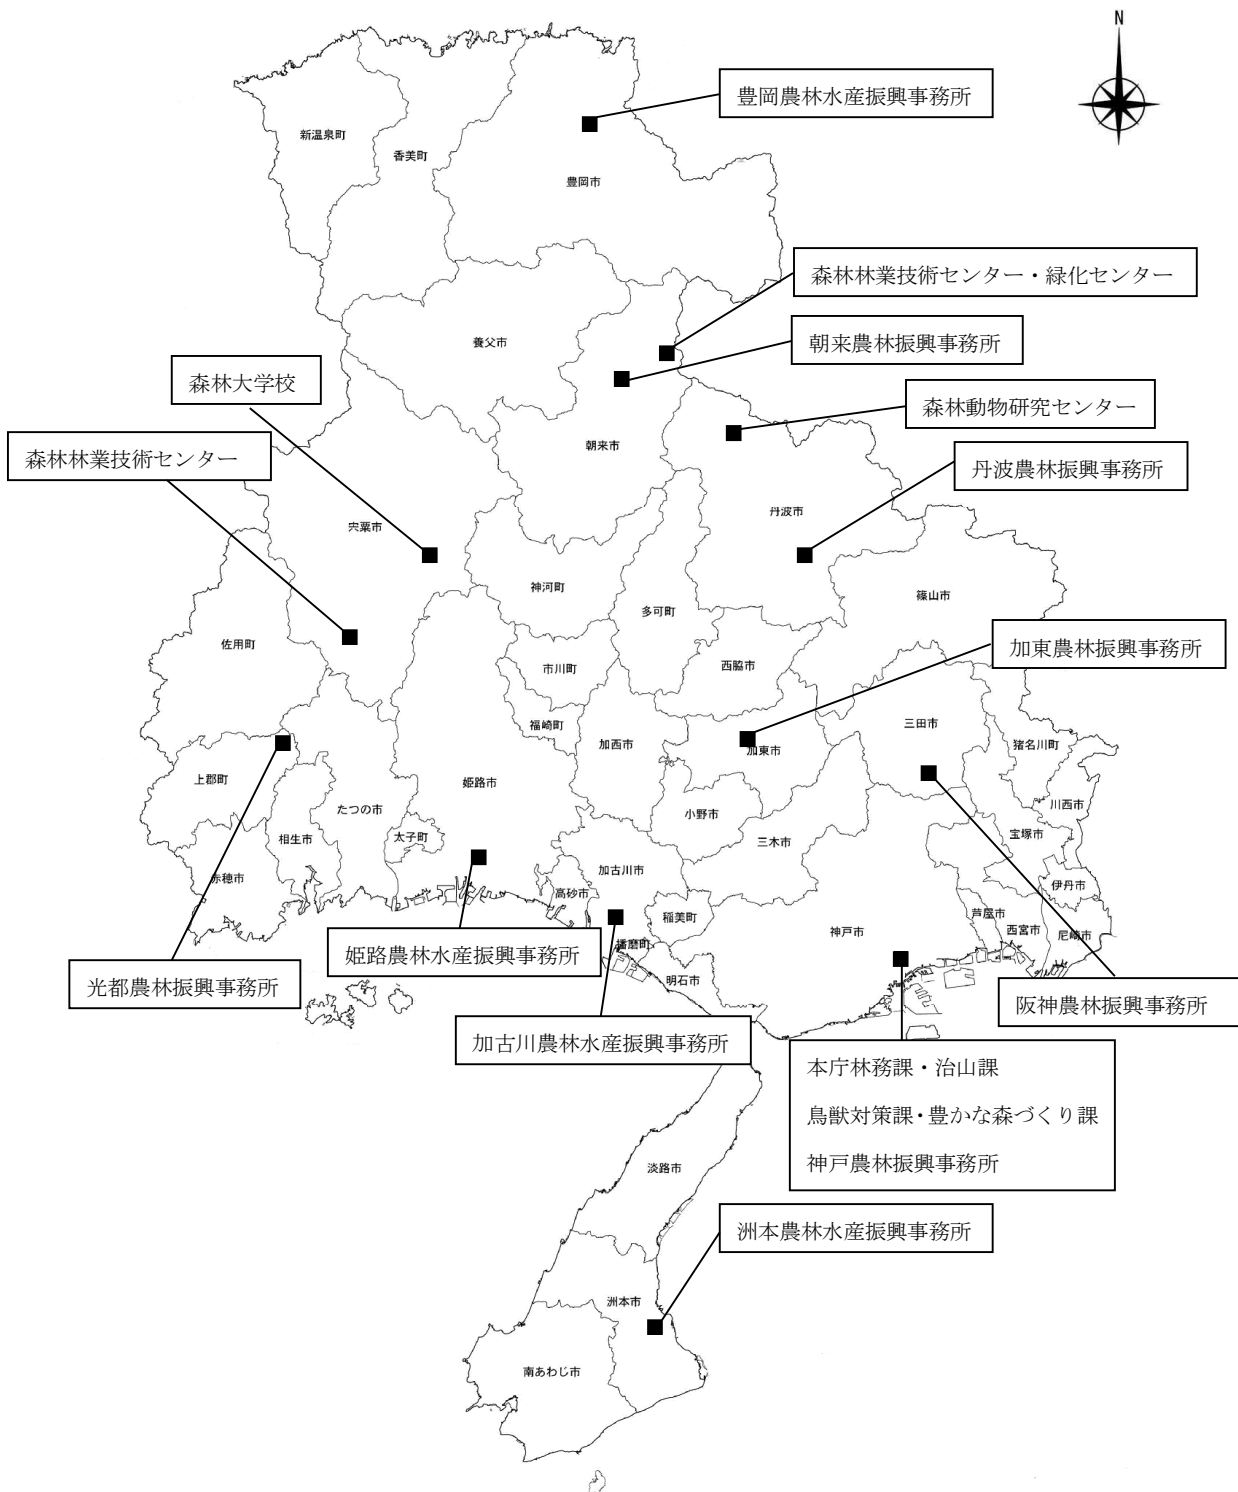 N
豊岡農林水産振興事務所
新温泉町
香美町
豊岡市
森林林業技術センター・緑化センター
養父市
朝来農林振興事務所
森林大学校
森林動物研究センター
朝来市
森林林業技術センター
丹波農林振興事務所
丹波市
宍粟市
神河町
篠山市
多可町
佐用町
加東農林振興事務所
市川町
西脇市
福崎町
三田市
加西市
猪名川町
加東市
上郡町
姫路市
川西市
たつの市
小野市
相生市
太子町
三木市
宝塚市
加古川市
赤穂市
伊丹市
高砂市
稲美町
芦屋市
神戸市
西宮市
尼崎市
播磨町
姫路農林水産振興事務所
明石市
光都農林振興事務所
阪神農林振興事務所
加古川農林水産振興事務所
本庁林務課・治山課
鳥獣対策課・豊かな森づくり課
神戸農林振興事務所
淡路市
洲本農林水産振興事務所
洲本市
南あわじ市